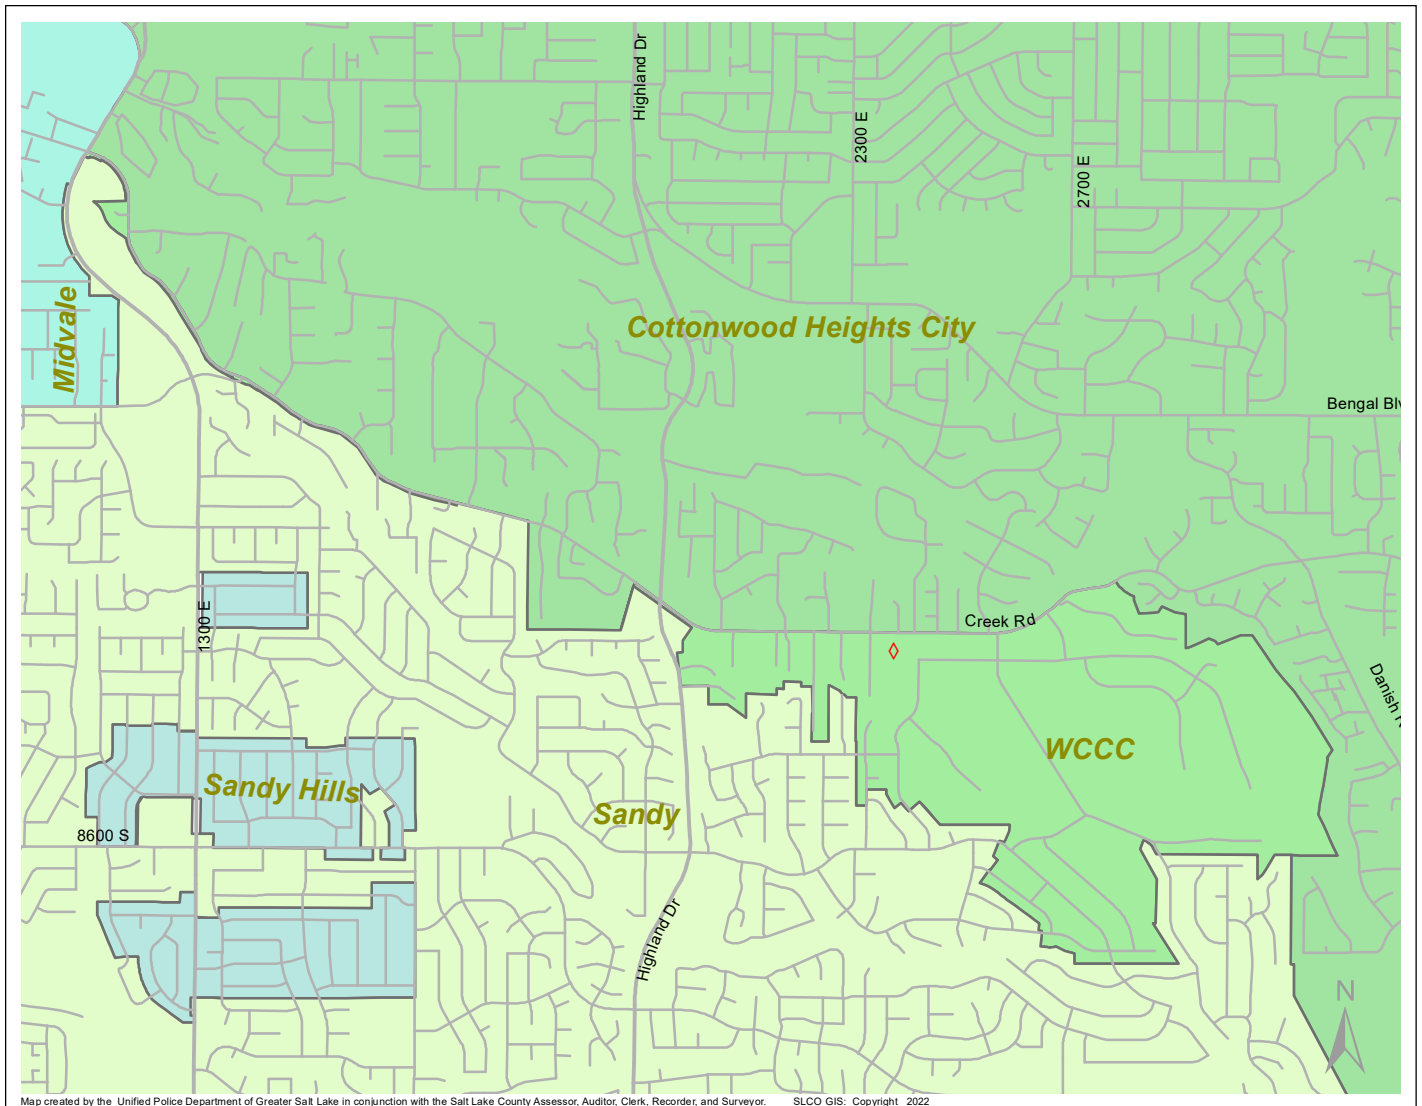 Highland Dr
2300 E
2700 E
Midvale
Cottonwood Heights City
Bengal Blv
1300 E
Creek Rd
Danish R
WCCC
Sandy Hills
Sandy
8600 S
Highland Dr
N
Map created by the Unified Police Department of Greater Salt Lake in conjunction with the Salt Lake County Assessor, Auditor, Clerk, Recorder, and Surveyor. SLCO GIS: Copyright 2022